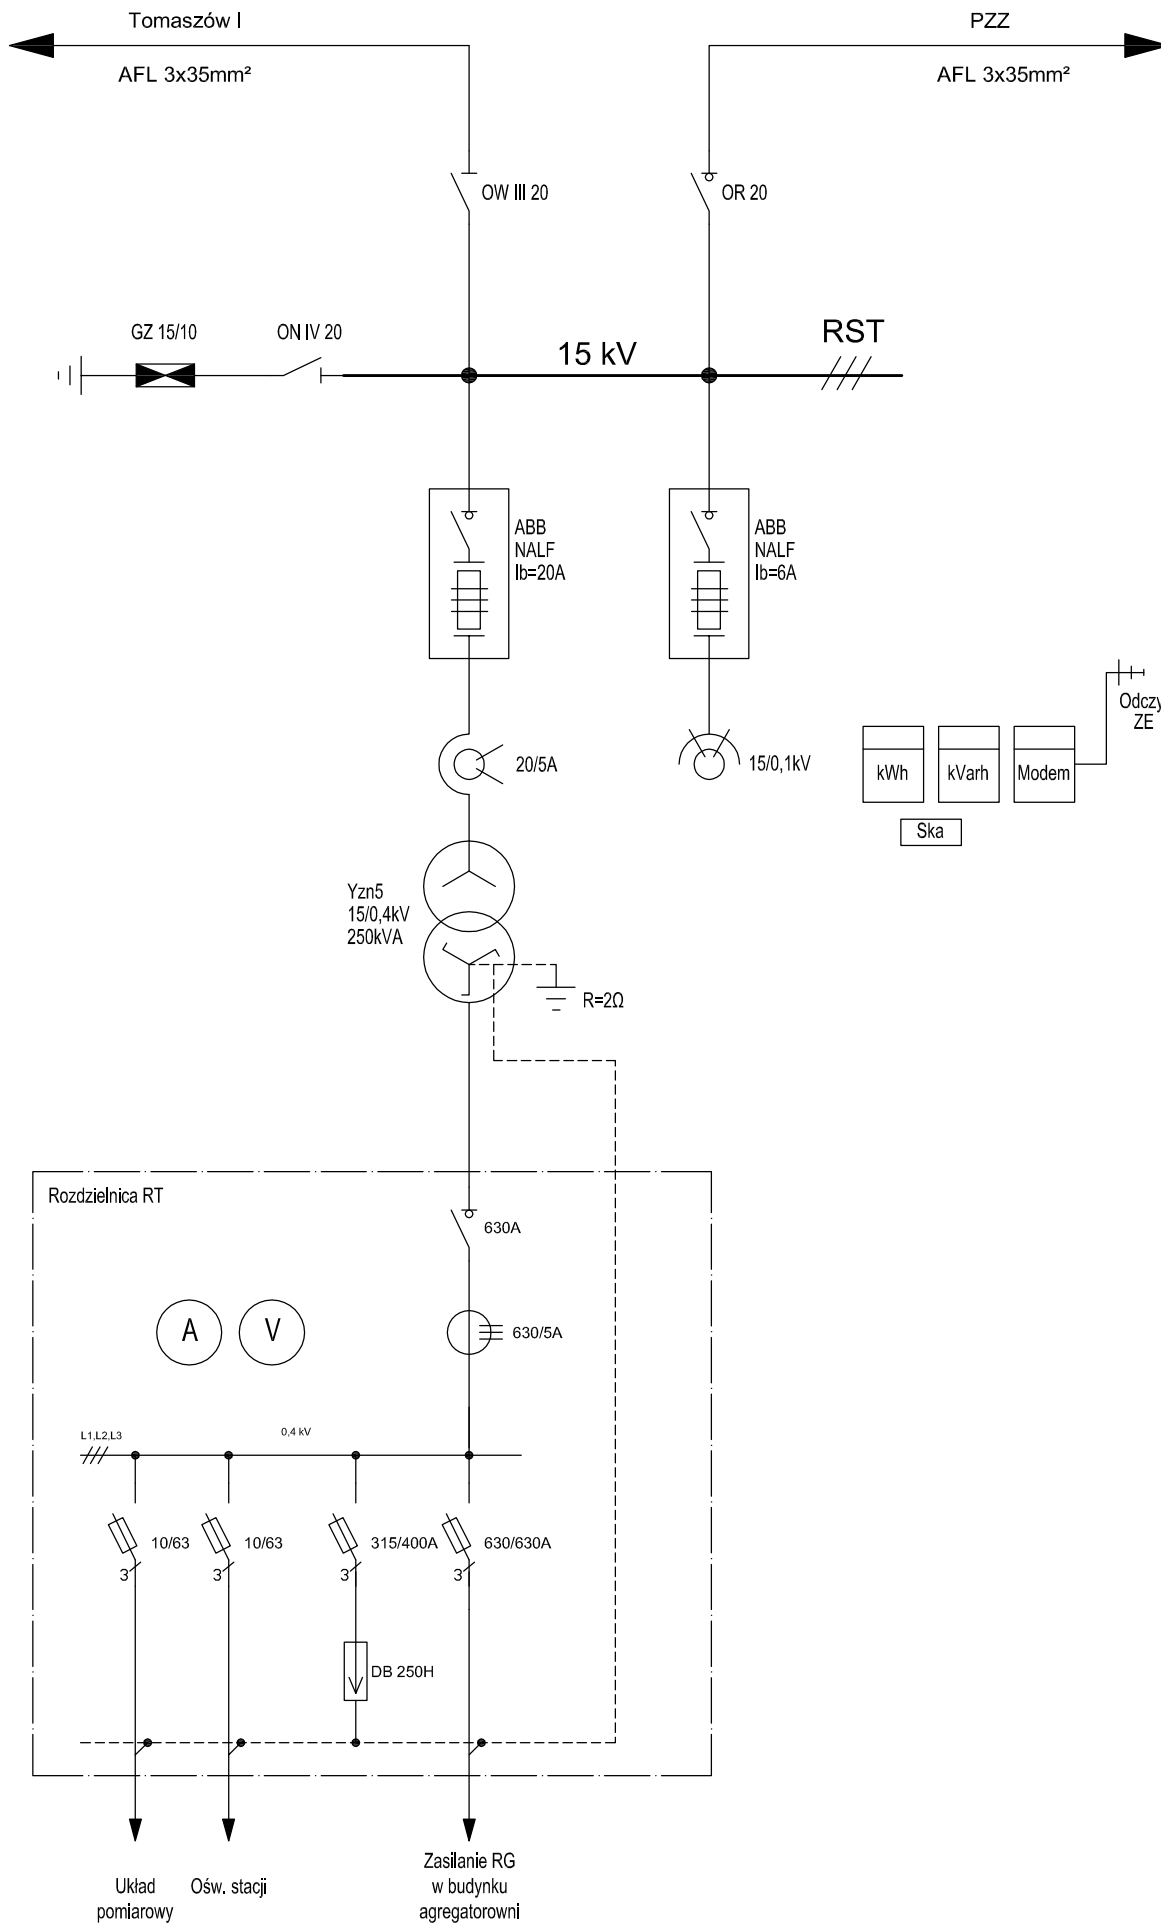 Tomaszów I
PZZ
AFL 3x35mm²
AFL 3x35mm²
OW III 20
OR 20
GZ 15/10
ON IV 20
15 kV
RST
ABB
NALF
Ib=20A
ABB
NALF
Ib=6A
Odczy
ZE
20/5A
15/0,1kV
kWh
kVarh
Modem
Ska
Yzn5
15/0,4kV
250kVA
R=2Ω
Rozdzielnica RT
630A
A
V
630/5A
L1,L2,L3
0,4 kV
10/63
10/63
315/400A
630/630A
3
3
3
3
DB 250H
Układ
pomiarowy
Ośw. stacji
Zasilanie RG
w budynku
agregatorowni